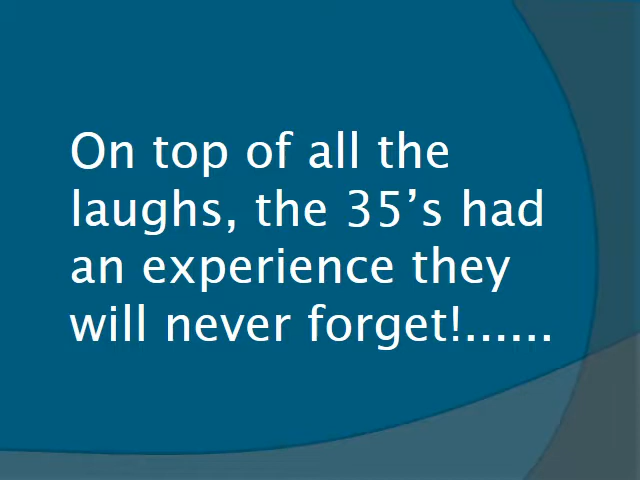 On top of all the
laughs, the 35’s had
an experience they
will never forget!......